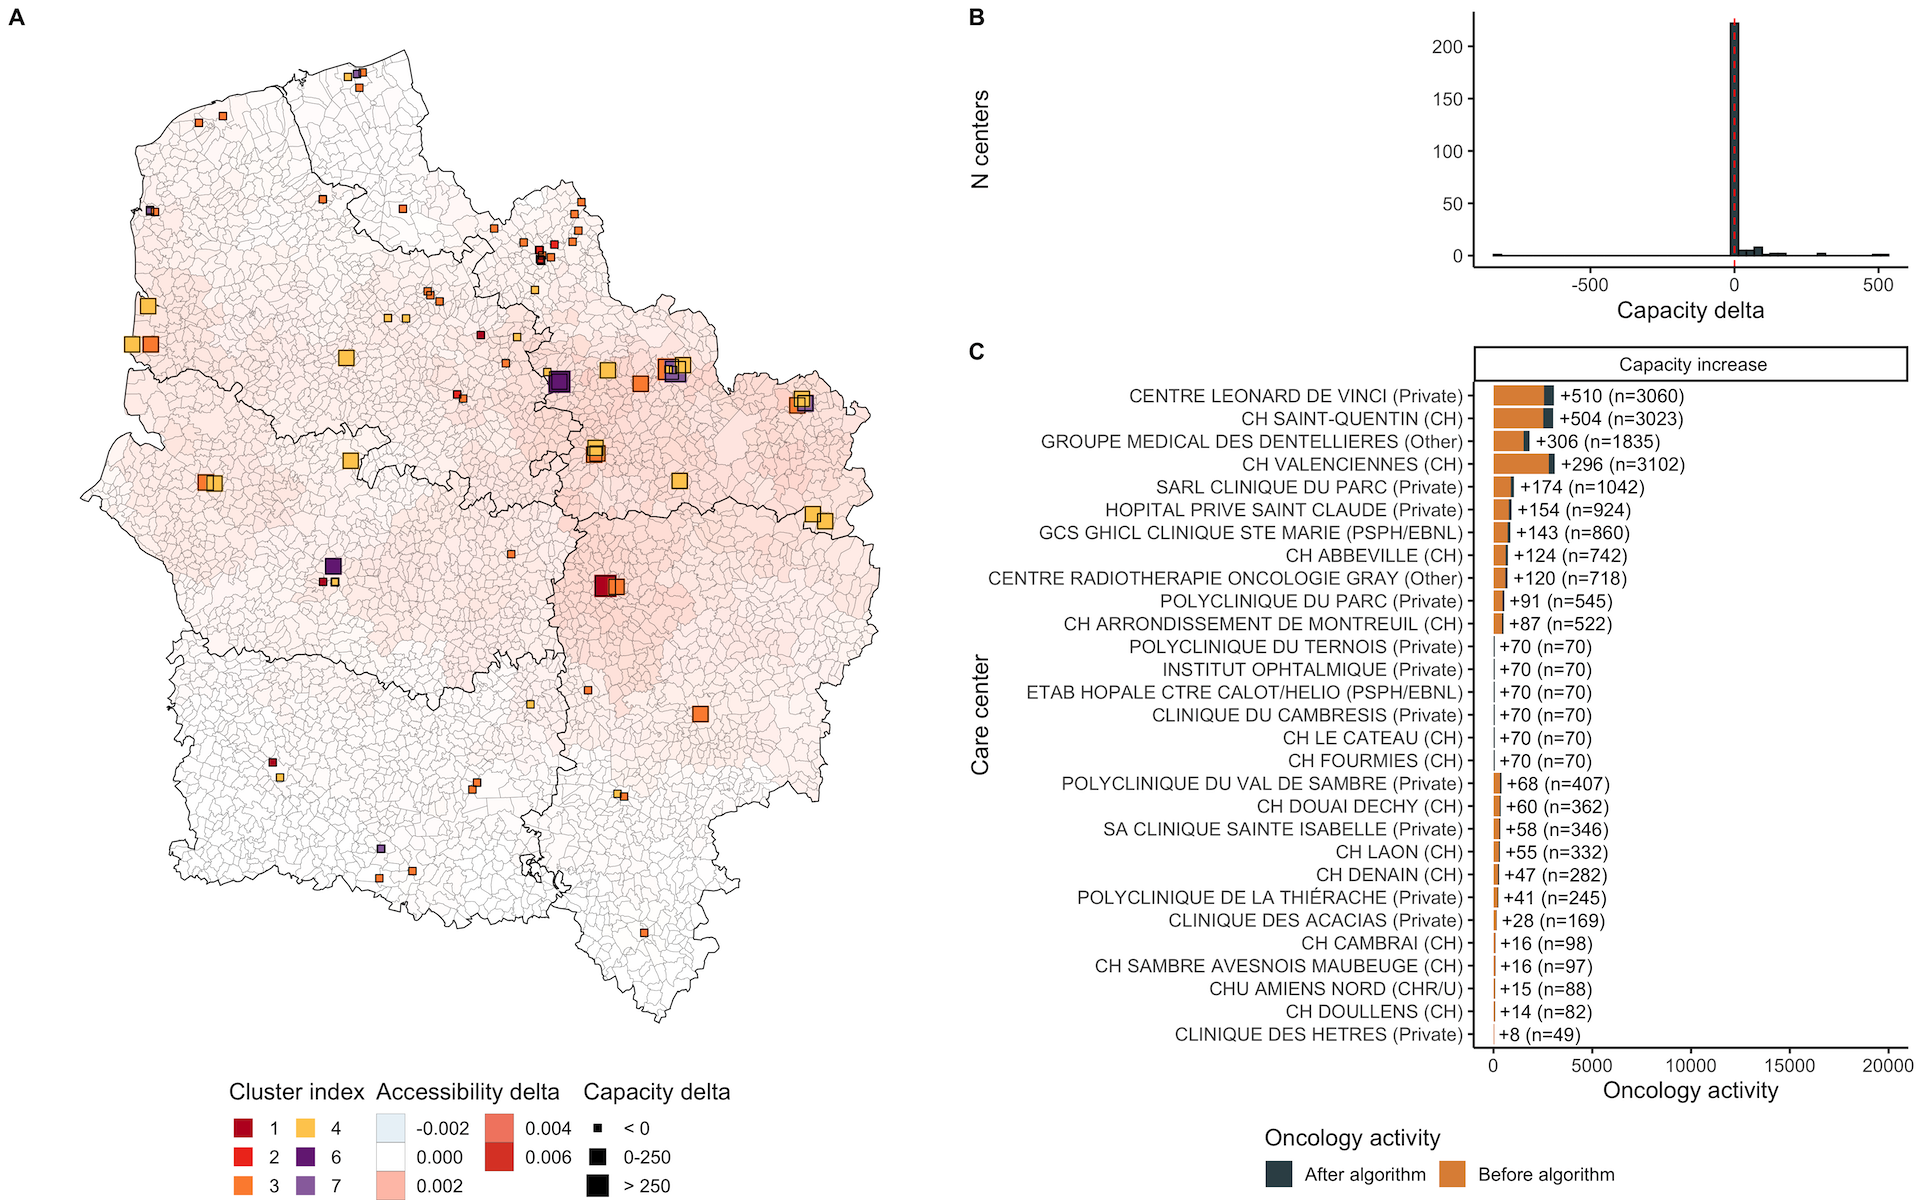 A
Cluster index
1
2
3
4
6
7
Accessibility delta
-0.002
0.000
0.002
0.004
0.006
Capacity delta
< 0
0-250
> 250
B
N centers
200
150
100
50
0
-500
0
500
Capacity delta
C
Capacity increase
Care center
CENTRE LEONARD DE VINCI (Private) +510 (n=3060)
CH SAINT-QUENTIN (CH) +504 (n=3023)
GROUPE MEDICAL DES DENTELLIERES (Other) +306 (n=1835)
CH VALENCIENNES (CH) +296 (n=3102)
SARL CLINIQUE DU PARC (Private) +174 (n=1042)
HOPITAL PRIVE SAINT CLAUDE (Private) +154 (n=924)
GCS GHICL CLINIQUE STE MARIE (PSPH/EBNL) +143 (n=860)
CH ABBEVILLE (CH) +124 (n=742)
CENTRE RADIOTHERAPIE ONCOLOGIE GRAY (Other) +120 (n=718)
POLYCLINIQUE DU PARC (Private) +91 (n=545)
CH ARRONDISSEMENT DE MONTREUIL (CH) +87 (n=522)
POLYCLINIQUE DU TERNOIS (Private) +70 (n=70)
INSTITUT OPHTALMIQUE (Private) +70 (n=70)
ETAB HOPALE CTRE CALOT/HELIO (PSPH/EBNL) +70 (n=70)
CLINIQUE DU CAMBRESIS (Private) +70 (n=70)
CH LE CATEAU (CH) +70 (n=70)
CH FOURMIES (CH) +70 (n=70)
POLYCLINIQUE DU VAL DE SAMBRE (Private) +68 (n=407)
CH DOUAI DECHY (CH) +60 (n=362)
SA CLINIQUE SAINTE ISABELLE (Private) +58 (n=346)
CH LAON (CH) +55 (n=332)
CH DENAIN (CH) +47 (n=282)
POLYCLINIQUE DE LA THIÉRACHE (Private) +41 (n=245)
CLINIQUE DES ACACIAS (Private) +28 (n=169)
CH CAMBRAI (CH) +16 (n=98)
CH SAMBRE AVESNOIS MAUBEUGE (CH) +16 (n=97)
CHU AMIENS NORD (CHR/U) +15 (n=88)
CH DOULLENS (CH) +14 (n=82)
CLINIQUE DES HETRES (Private) +8 (n=49)
0 5000 10000 15000 20000
Oncology activity
Oncology activity
After algorithm Before algorithm